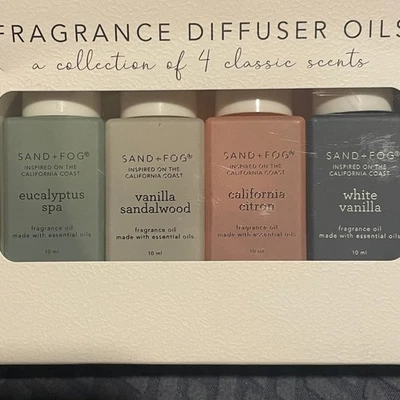 FRAGRANCE DIFFUSER OILS
a collection of 4 classic scents
SAND+FOG®
INSPIRED ON THE
CALIFORNIA COAST
eucalyptus
spa
fragrance oil
made with essential oils
10 ml
SAND+FOG®
INSPIRED ON THE
CALIFORNIA COAST
vanilla
sandalwood
fragrance oil
made with essential oils
10 ml
SAND+FOG®
INSPIRED ON THE
CALIFORNIA COAST
california
citron
fragrance oil
made with essential oils
10 ml
SAND+FOG®
INSPIRED ON THE
CALIFORNIA COAST
white
vanilla
fragrance oil
made with essential oils
10 ml